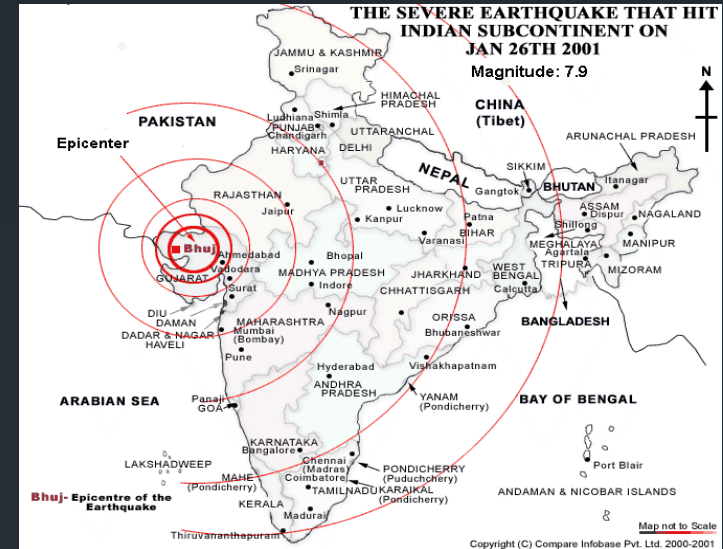 THE SEVERE EARTHQUAKE THAT HIT
INDIAN SUBCONTINENT ON
JAN 26TH 2001
Magnitude: 7.9
N
JAMMU & KASHMIR
Srinagar
HIMACHAL
PRADESH
CHINA
(Tibet)
Ludhiana
Shimla
PUNJAB
Chandigarh
PAKISTAN
UTTARANCHAL
ARUNACHAL PRADESH
Epicenter
HARYANA
DELHI
NEPAL
SIKKIM
UTTAR
PRADESH
Gangtok
BHUTAN
Itanagar
RAJASTHAN
Jaipur
Lucknow
Kanpur
Patna
BIHAR
ASSAM
Dispur
NAGALAND
Shillong
Varanasi
MEGHALAYA
MANIPUR
Bhuj
Ahmedabad
Vadodara
GUJARAT
Bhopal
MADHYA PRADESH
Indore
JHARKHAND
WEST
BENGAL
Calcutta
Agartala
TRIPURA
MIZORAM
Surat
CHHATTISGARH
DIU
DAMAN
DADAR & NAGAR
HAVELI
MAHARASHTRA
Mumbai
(Bombay)
Nagpur
ORISSA
Bhubaneshwar
BANGLADESH
Pune
Hyderabad
ANDHRA
PRADESH
Vishakhapatnam
ARABIAN SEA
Panaji
GOA
YANAM
(Pondicherry)
BAY OF BENGAL
KARNATAKA
Bangalore
LAKSHADWEEP
MAHE
(Pondicherry)
Chennai
(Madras)
Coimbatore
PONDICHERRY
(Puduchery)
TAMILNADU
KARAIKAL
(Pondicherry)
Port Blair
ANDAMAN & NICOBAR ISLANDS
KERALA
Madurai
Thiruvananthapuram
Bhuj- Epicentre of the
Earthquake
Map not to Scale
Copyright (C) Compare Infobase Pvt. Ltd. 2000-2001